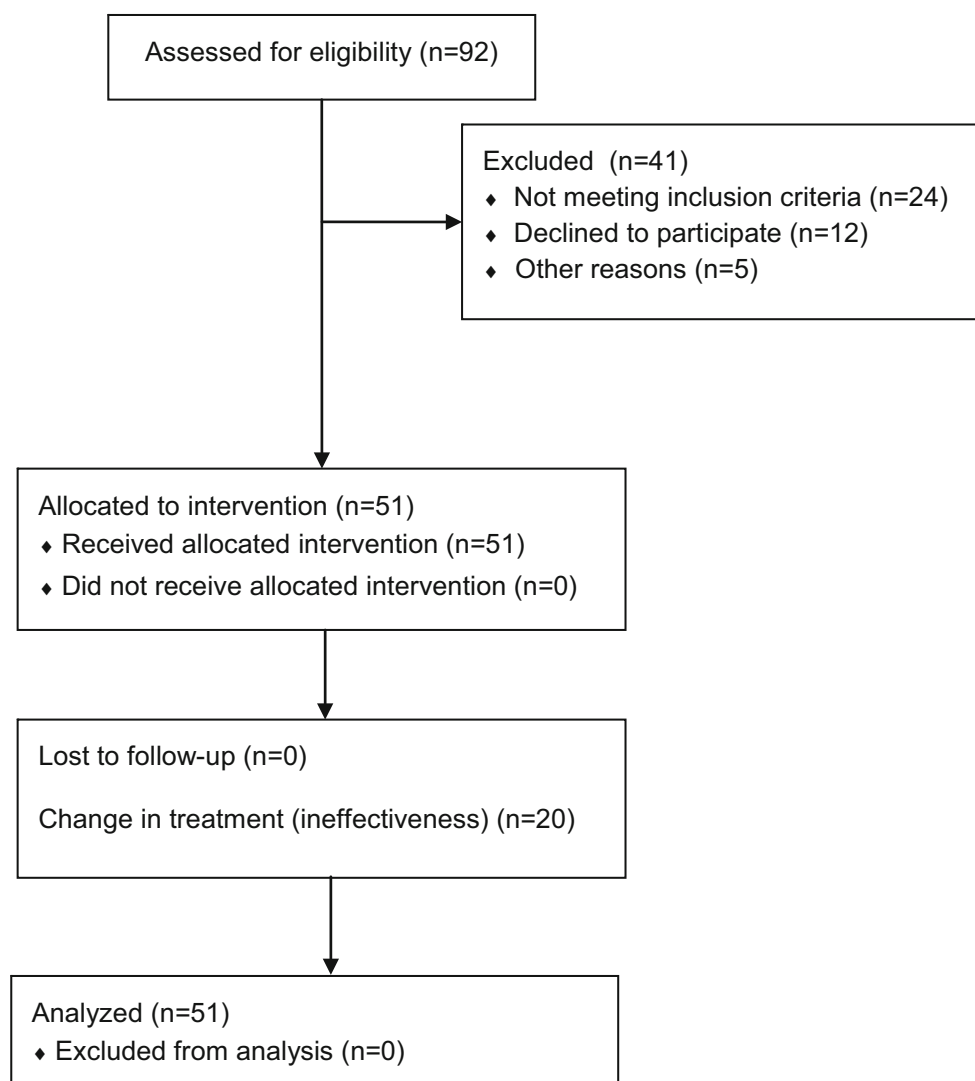 Assessed for eligibility (n=92)
Excluded (n=41)
♦ Not meeting inclusion criteria (n=24)
♦ Declined to participate (n=12)
♦ Other reasons (n=5)
Allocated to intervention (n=51)
♦ Received allocated intervention (n=51)
♦ Did not receive allocated intervention (n=0)
Lost to follow-up (n=0)
Change in treatment (ineffectiveness) (n=20)
Analyzed (n=51)
♦ Excluded from analysis (n=0)